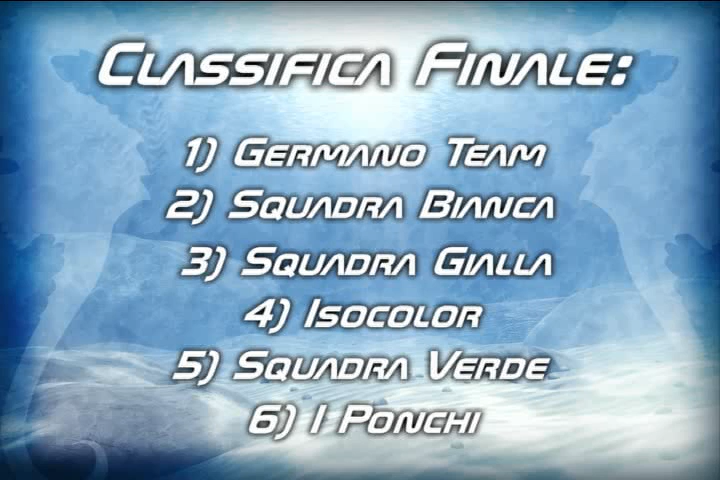 Classifica Finale:
1) Germano Team
2) Squadra Bianca
3) Squadra Gialla
4) Isocolor
5) Squadra Verde
6) I Ponchi